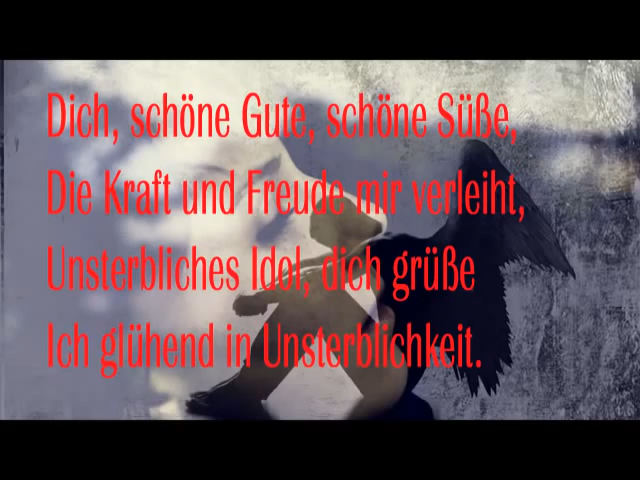 Dich, schöne Gute, schöne Süße,
Die Kraft und Freude mir verleiht,
Unsterbliches Idol, dich grüße
Ich glühend in Unsterblichkeit.